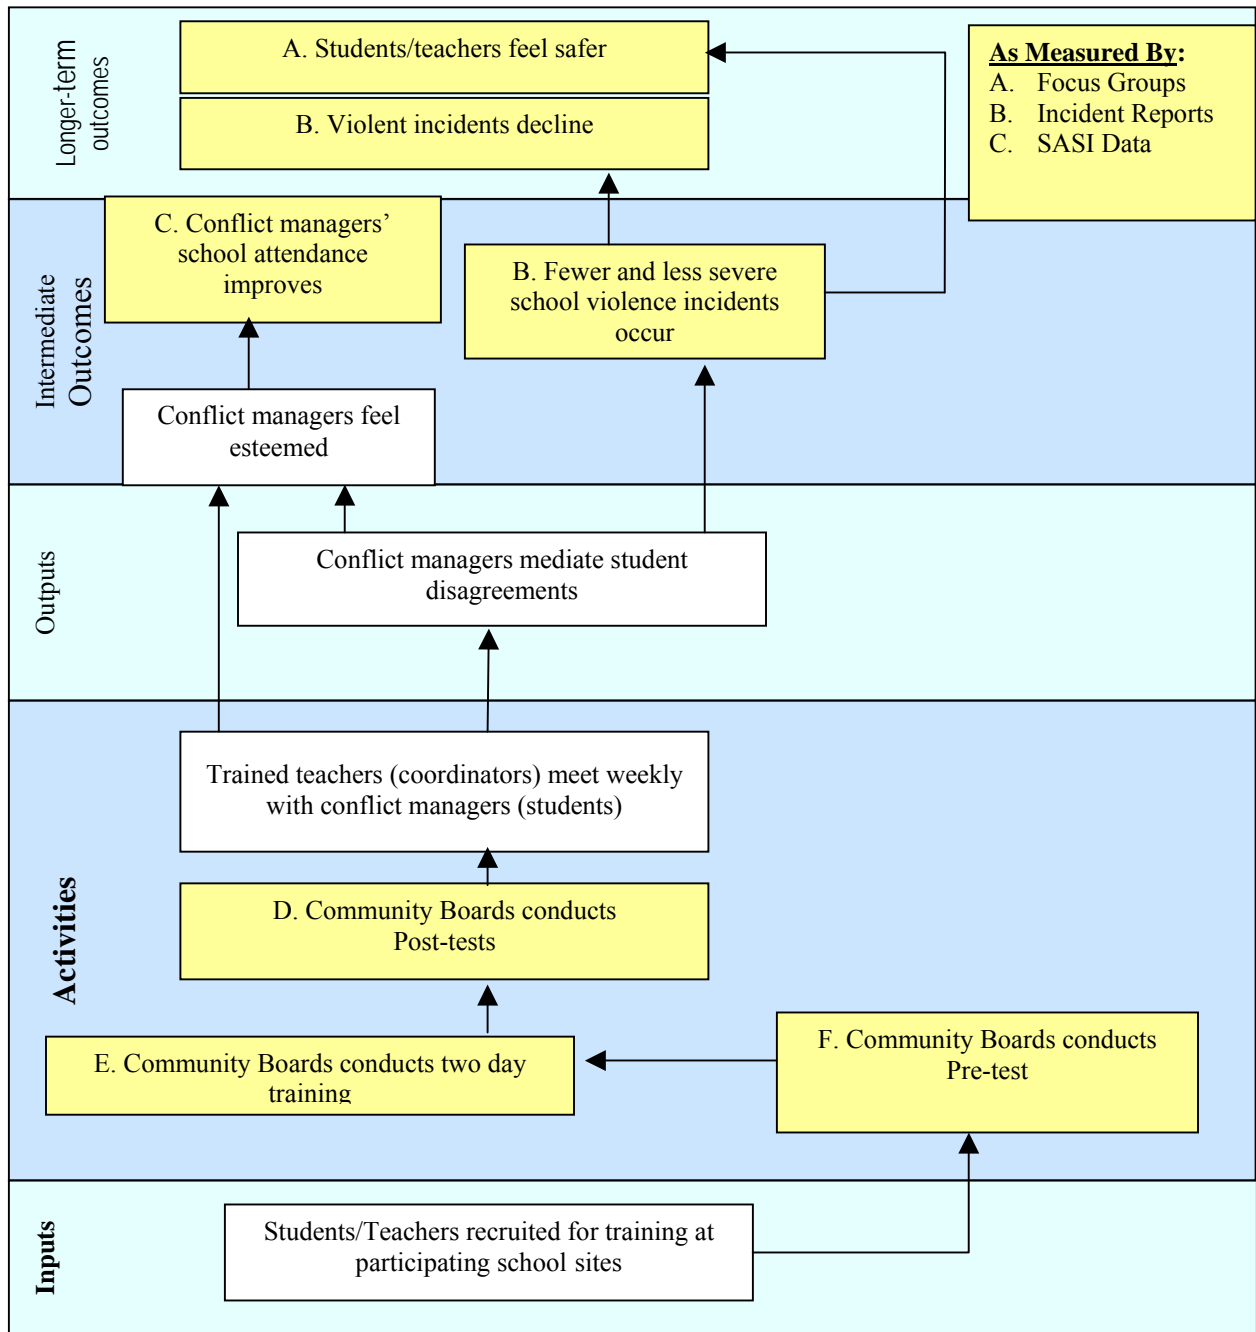 Longer-term
outcomes
A. Students/teachers feel safer
B. Violent incidents decline
As Measured By:
A. Focus Groups
B. Incident Reports
C. SASI Data
Intermediate
Outcomes
C. Conflict managers’
school attendance
improves
B. Fewer and less severe
school violence incidents
occur
Conflict managers feel
esteemed
Outputs
Conflict managers mediate student
disagreements
Activities
Trained teachers (coordinators) meet weekly
with conflict managers (students)
D. Community Boards conducts
Post-tests
E. Community Boards conducts two day
training
F. Community Boards conducts
Pre-test
Inputs
Students/Teachers recruited for training at
participating school sites